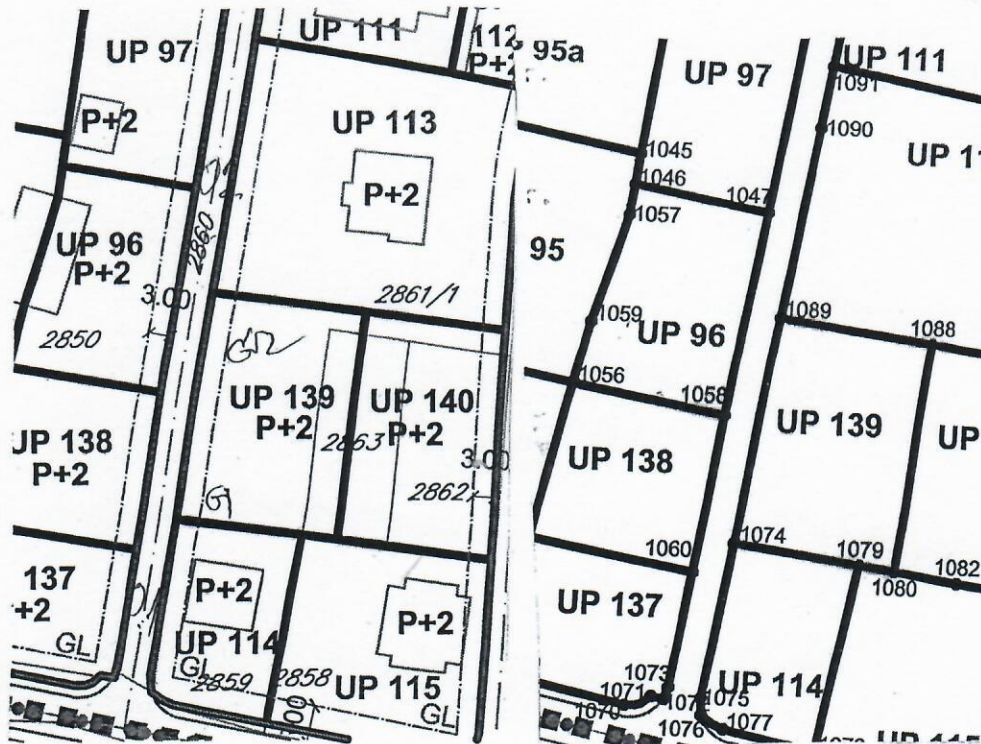 UP 111
112
P+2
UP 97
P+2
UP 113
P+2
2860
UP 96
P+2
3.00
2850
2861/1
UP 139
P+2
UP 140
P+2
2863
3.00
2862
UP 138
P+2
137
+2
GL
P+2
UP 114
GL
2859
2858
UP 115
P+2
GL
95a
UP 97
UP 111
1091
1090
1045
1046
1047
1057
95
1059
UP 96
1089
1088
1056
1058
UP 139
UP
UP 138
1074
1079
1080
1082
1060
UP 137
UP 114
1073
1071
1070
1075
1076
1077